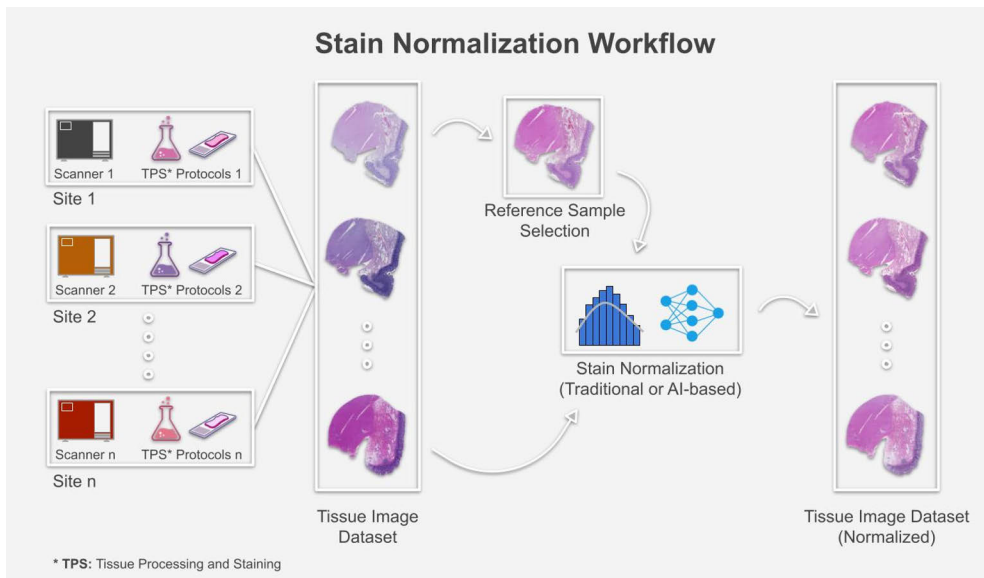 Stain Normalization Workflow
Scanner 1
TPS* Protocols 1
Site 1
Scanner 2
TPS* Protocols 2
Site 2
Scanner n
TPS* Protocols n
Site n
Tissue Image
Dataset
Reference Sample
Selection
Stain Normalization
(Traditional or AI-based)
Tissue Image Dataset
(Normalized)
* TPS: Tissue Processing and Staining